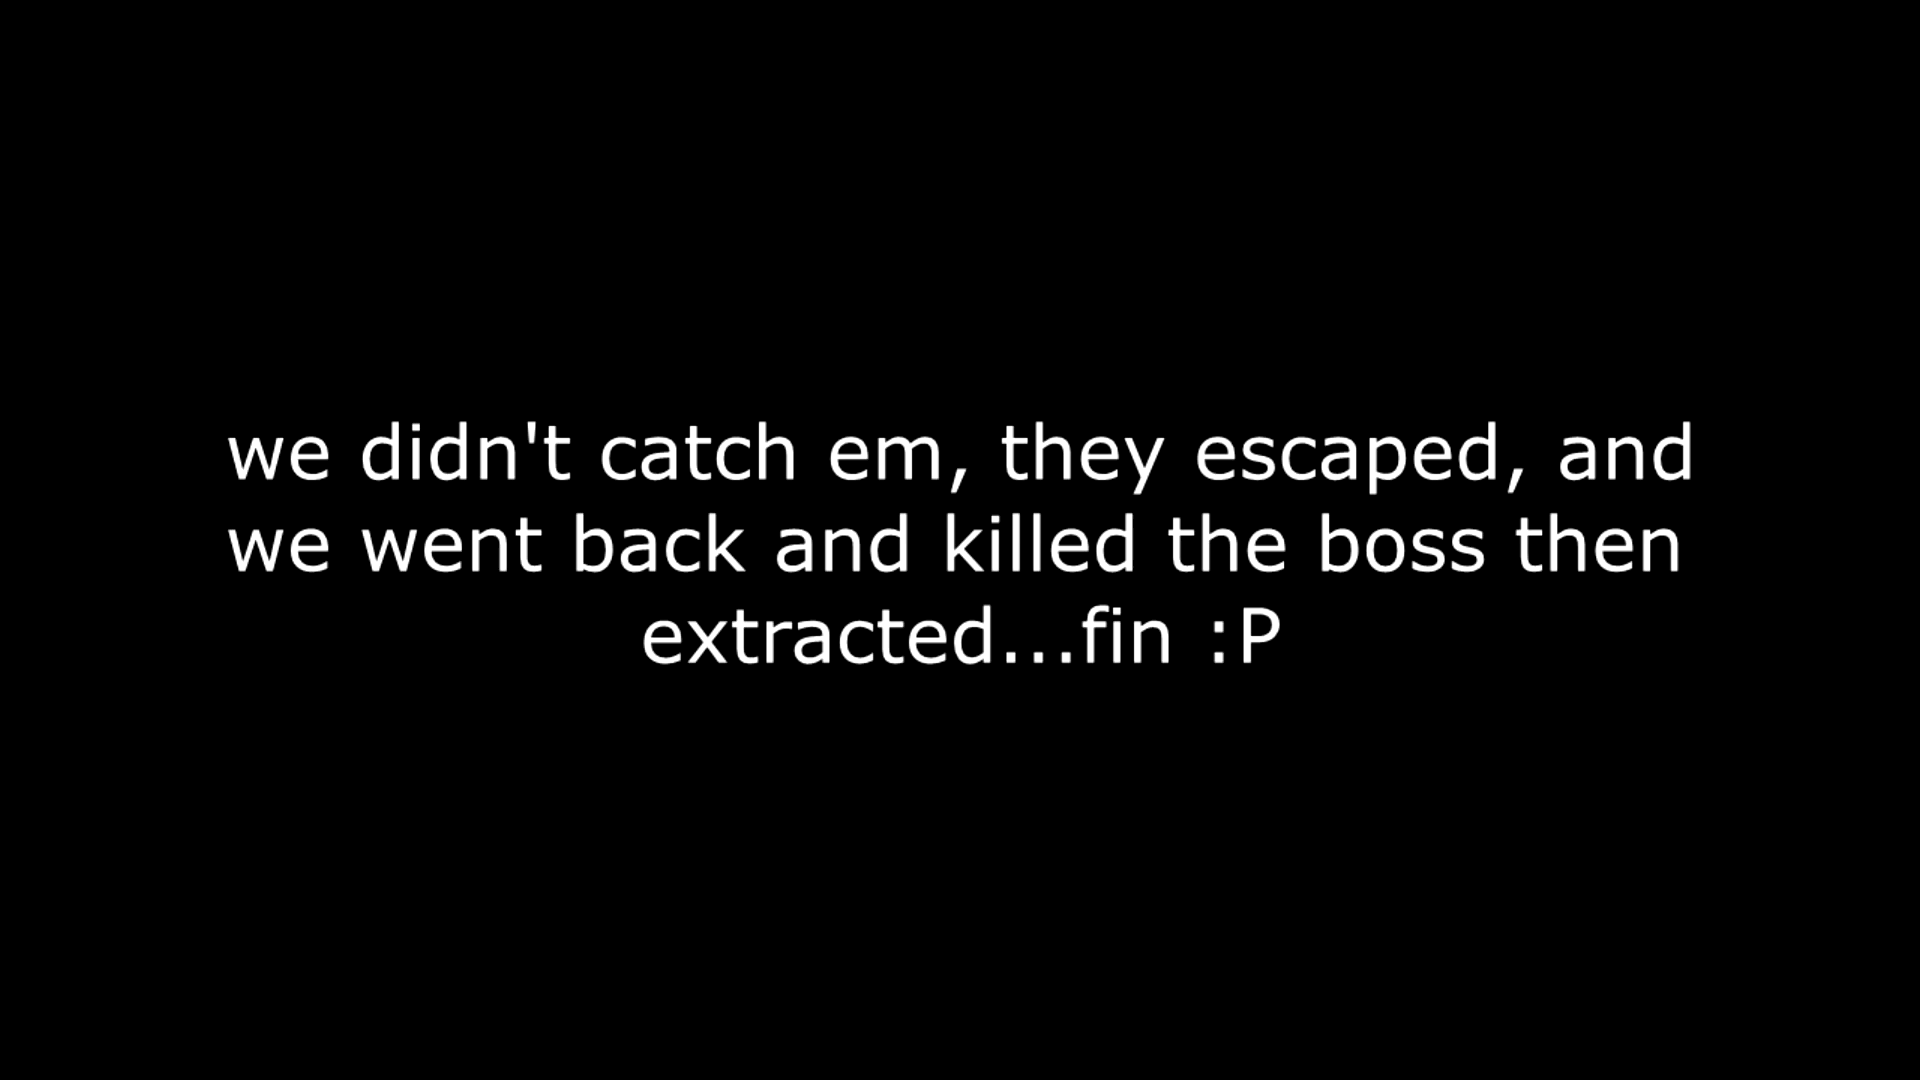 we didn't catch em, they escaped, and
we went back and killed the boss then
extracted...fin :P